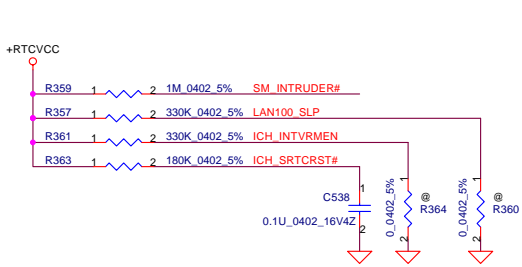 +RTCVCC
R359 1 2 1M_0402_5% SM_INTRUDER#
R357 1 2 330K_0402_5% LAN100_SLP
R361 1 2 330K_0402_5% ICH_INTVRMEN
R363 1 2 180K_0402_5% ICH_SRTCRST#
C538
0.1U_0402_16V4Z
1
2
0_0402_5%
1
2
@
R364
0_0402_5%
1
2
@
R360